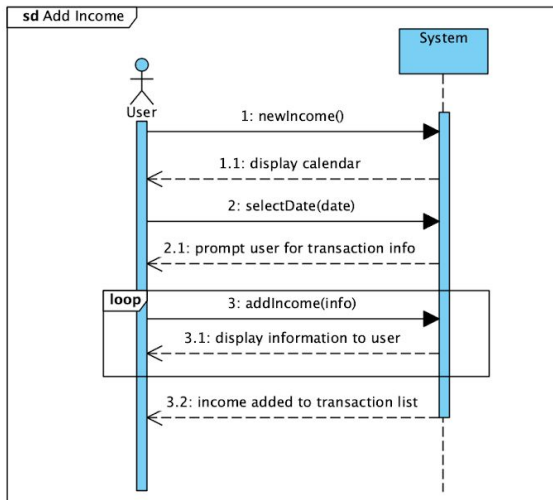 sd Add Income
System
User
1: newIncome()
1.1: display calendar
2: selectDate(date)
2.1: prompt user for transaction info
loop
3: addIncome(info)
3.1: display information to user
3.2: income added to transaction list